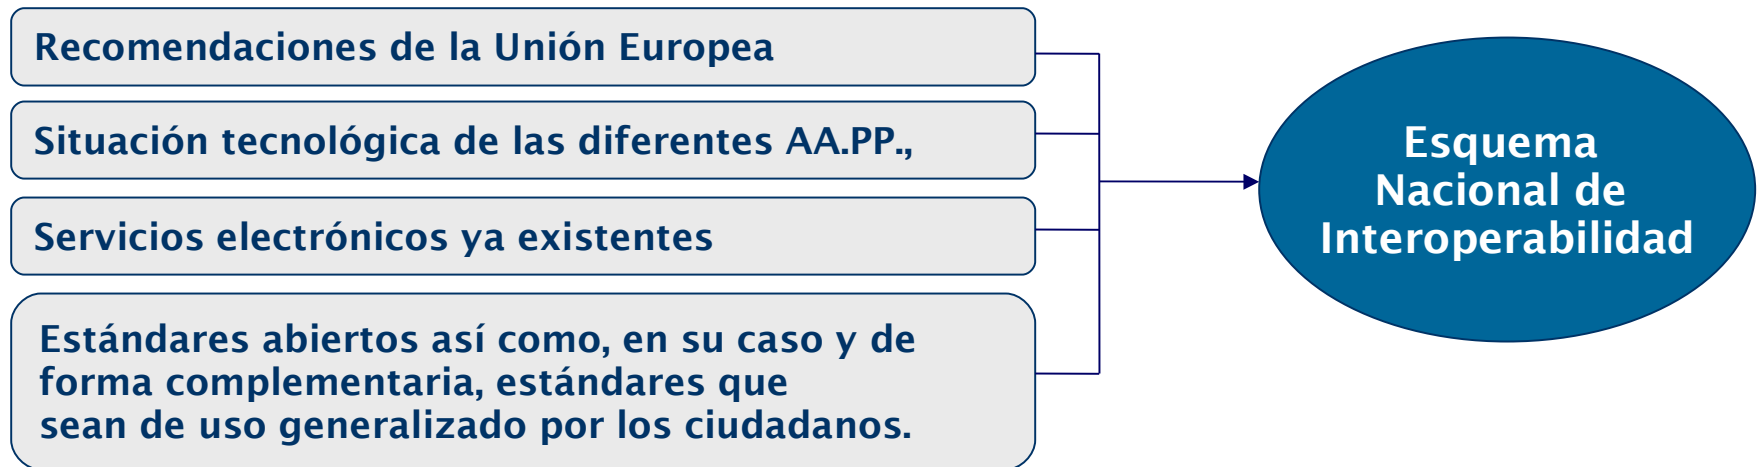 Recomendaciones de la Unión Europea
Situación tecnológica de las diferentes AA.PP.,
Servicios electrónicos ya existentes
Estándares abiertos así como, en su caso y de
forma complementaria, estándares que
sean de uso generalizado por los ciudadanos.
Esquema
Nacional de
Interoperabilidad